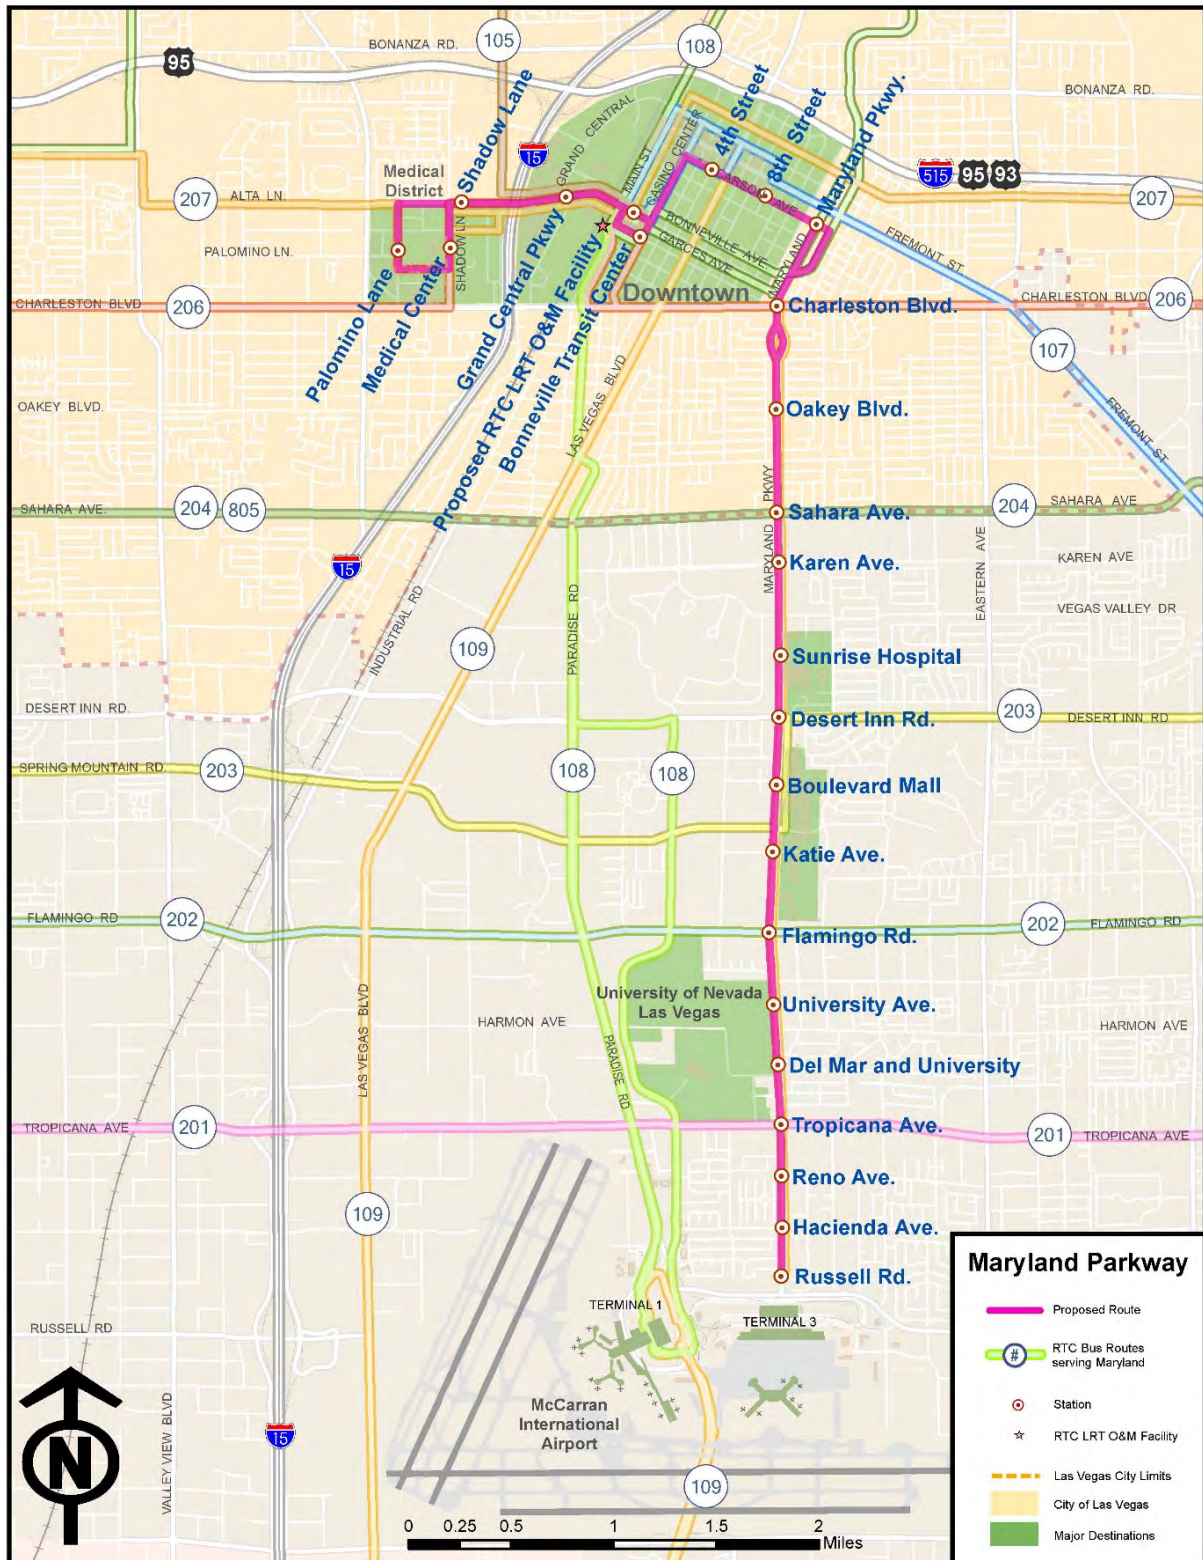 BONANZA RD.
105
108
95
BONANZA RD.
Shadow Lane
GRAND CENTRAL
MAIN ST
CASINO CENTER
4th Street
8th Street
Maryland Pkwy.
15
515
95
93
Medical
District
207
ALTA LN.
CARSON AVE
207
PALOMINO LN.
SHADOW LN
BONNEVILLE AVE.
GARCES AVE
MARYLAND
FREMONT ST
CHARLESTON BLVD
206
Palomino Lane
Medical Center
Grand Central Pkwy
Proposed RTC LRT O&M Facility
Bonneville Transit Center
Downtown
Charleston Blvd.
CHARLESTON BLVD
206
107
LAS VEGAS BLVD
OAKEY BLVD.
Oakey Blvd.
FREMONT ST
SAHARA AVE.
204
805
MARYLAND PKWY
Sahara Ave.
204
SAHARA AVE
15
Karen Ave.
EASTERN AVE
KAREN AVE
INDUSTRIAL RD
PARADISE RD
VEGAS VALLEY DR
109
Sunrise Hospital
DESERT INN RD.
Desert Inn Rd.
203
DESERT INN RD
SPRING MOUNTAIN RD.
203
108
108
Boulevard Mall
Katie Ave.
FLAMINGO RD
202
Flamingo Rd.
202
FLAMINGO RD
University of Nevada
Las Vegas
University Ave.
HARMON AVE
HARMON AVE
LAS VEGAS BLVD
PARADISE RD
Del Mar and University
TROPICANA AVE
201
Tropicana Ave.
201
TROPICANA AVE
Reno Ave.
109
Hacienda Ave.
Russell Rd.
TERMINAL 1
TERMINAL 3
RUSSELL RD
McCarran
International
Airport
VALLEY VIEW BLVD
15
109
N
0 0.25 0.5 1 1.5 2
Miles
Maryland Parkway
Proposed Route
#
RTC Bus Routes
serving Maryland
Station
RTC LRT O&M Facility
Las Vegas City Limits
City of Las Vegas
Major Destinations